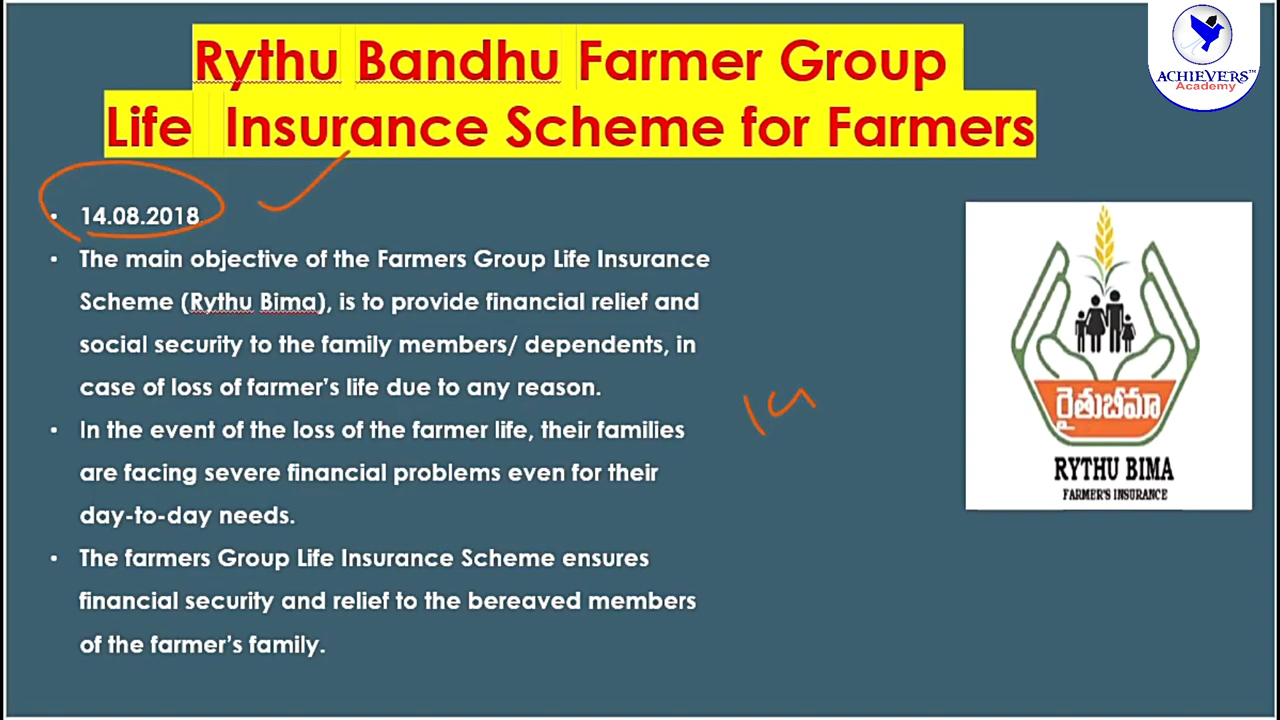 Rythu Bandhu Farmer Group
Life Insurance Scheme for Farmers
ACHIEVERS™
Academy
• 14.08.2018
• The main objective of the Farmers Group Life Insurance
Scheme (Rythu Bima), is to provide financial relief and
social security to the family members/ dependents, in
case of loss of farmer's life due to any reason.
• In the event of the loss of the farmer life, their families
are facing severe financial problems even for their
day-to-day needs.
• The farmers Group Life Insurance Scheme ensures
financial security and relief to the bereaved members
of the farmer's family.
రైతుబీమా
RYTHU BIMA
FARMER'S INSURANCE